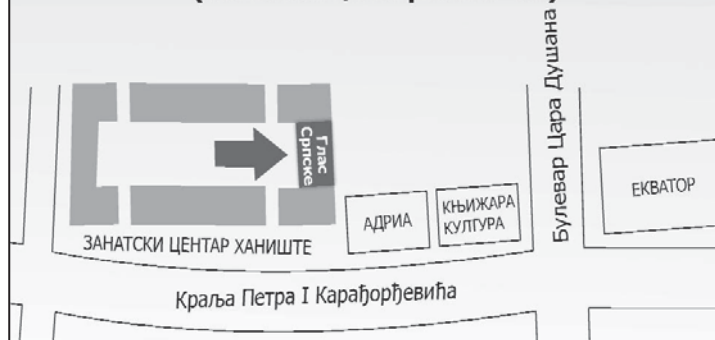 Глас
Српске
Булевар Цара Душана
ЕКВАТОР
АДРИА
КЊИЖАРА
КУЛТУРА
ЗАНАТСКИ ЦЕНТАР ХАНИШТЕ
Краља Петра I Карађорђевића